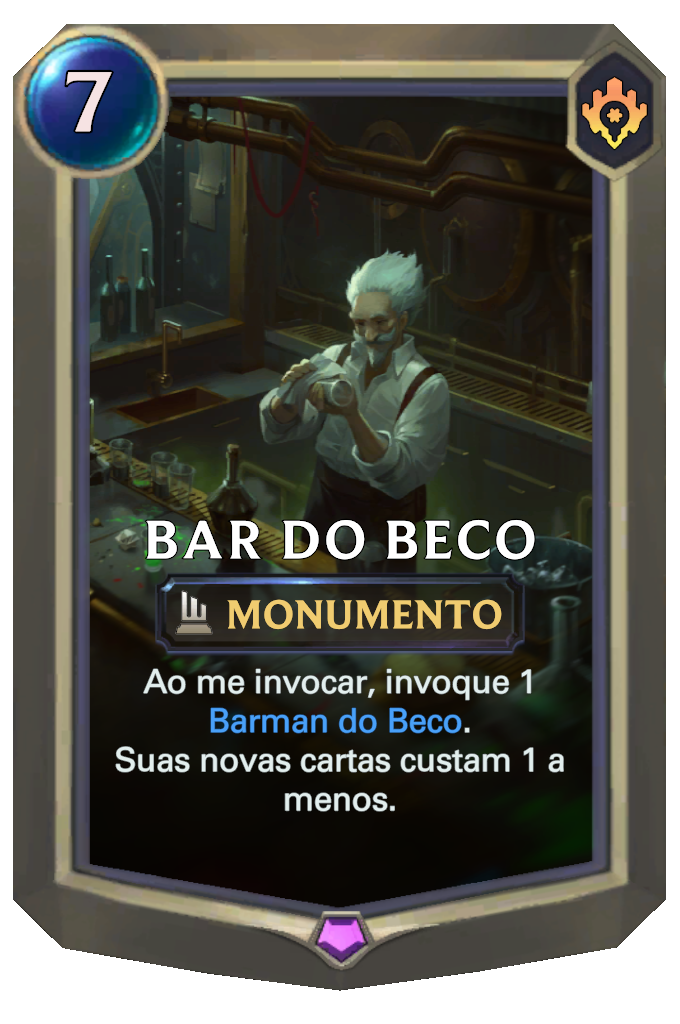 7
BAR DO BECO
MONUMENTO
Ao me invocar, invoque 1
Barman do Beco.
Suas novas cartas custam 1 a
menos.